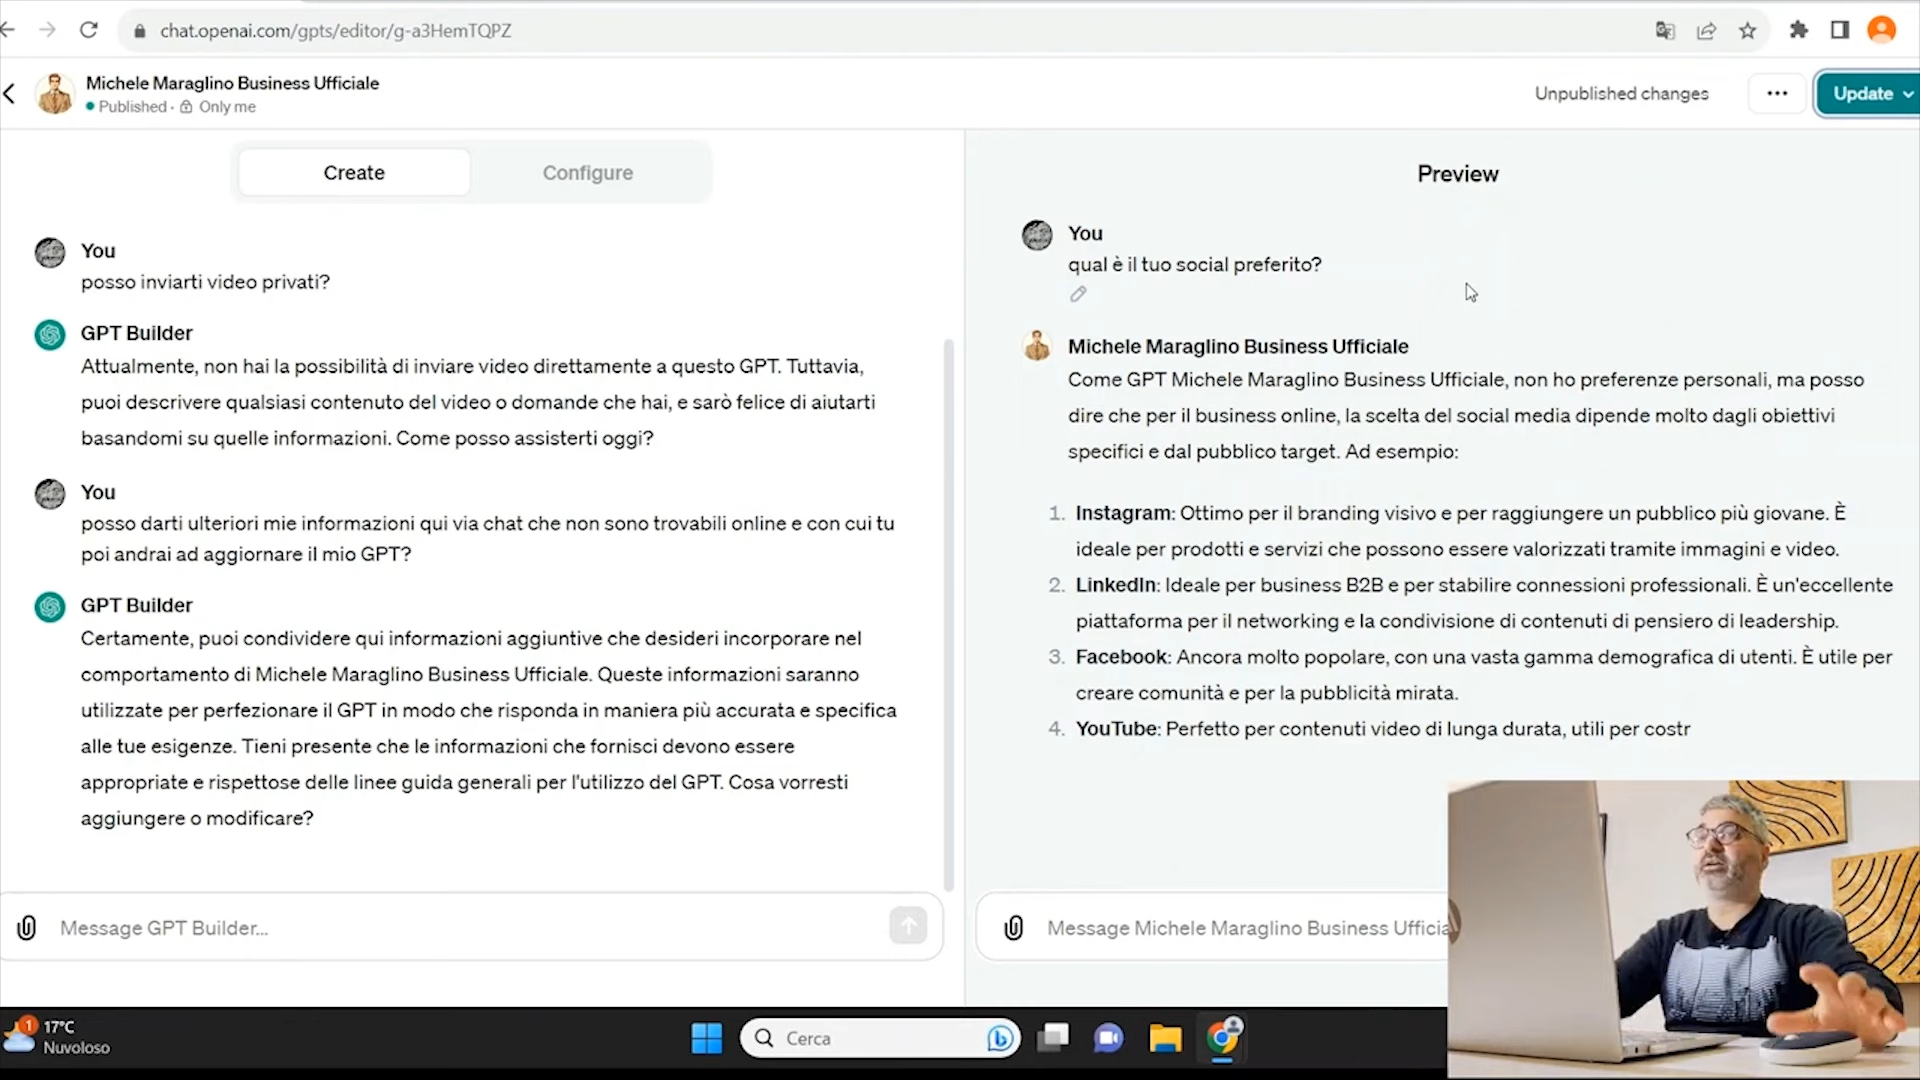 chat.openai.com/gpts/editor/g-a3HemTQPZ
Michele Maraglino Business Ufficiale
Published · Only me
Unpublished changes
Update
Create
Configure
You
posso inviarti video privati?
GPT Builder
Attualmente, non hai la possibilità di inviare video direttamente a questo GPT. Tuttavia,
puoi descrivere qualsiasi contenuto del video o domande che hai, e sarò felice di aiutarti
basandomi su quelle informazioni. Come posso assisterti oggi?
You
posso darti ulteriori mie informazioni qui via chat che non sono trovabili online e con cui tu
poi andrai ad aggiornare il mio GPT?
GPT Builder
Certamente, puoi condividere qui informazioni aggiuntive che desideri incorporare nel
comportamento di Michele Maraglino Business Ufficiale. Queste informazioni saranno
utilizzate per perfezionare il GPT in modo che risponda in maniera più accurata e specifica
alle tue esigenze. Tieni presente che le informazioni che fornisci devono essere
appropriate e rispettose delle linee guida generali per l'utilizzo del GPT. Cosa vorresti
aggiungere o modificare?
Message GPT Builder...
Preview
You
qual è il tuo social preferito?
Michele Maraglino Business Ufficiale
Come GPT Michele Maraglino Business Ufficiale, non ho preferenze personali, ma posso
dire che per il business online, la scelta del social media dipende molto dagli obiettivi
specifici e dal pubblico target. Ad esempio:
1. Instagram: Ottimo per il branding visivo e per raggiungere un pubblico più giovane. È
ideale per prodotti e servizi che possono essere valorizzati tramite immagini e video.
2. LinkedIn: Ideale per business B2B e per stabilire connessioni professionali. È un'eccellente
piattaforma per il networking e la condivisione di contenuti di pensiero di leadership.
3. Facebook: Ancora molto popolare, con una vasta gamma demografica di utenti. È utile per
creare comunità e per la pubblicità mirata.
4. YouTube: Perfetto per contenuti video di lunga durata, utili per costr
Message Michele Maraglino Business Ufficia
1
17°C
Nuvoloso
Cerca